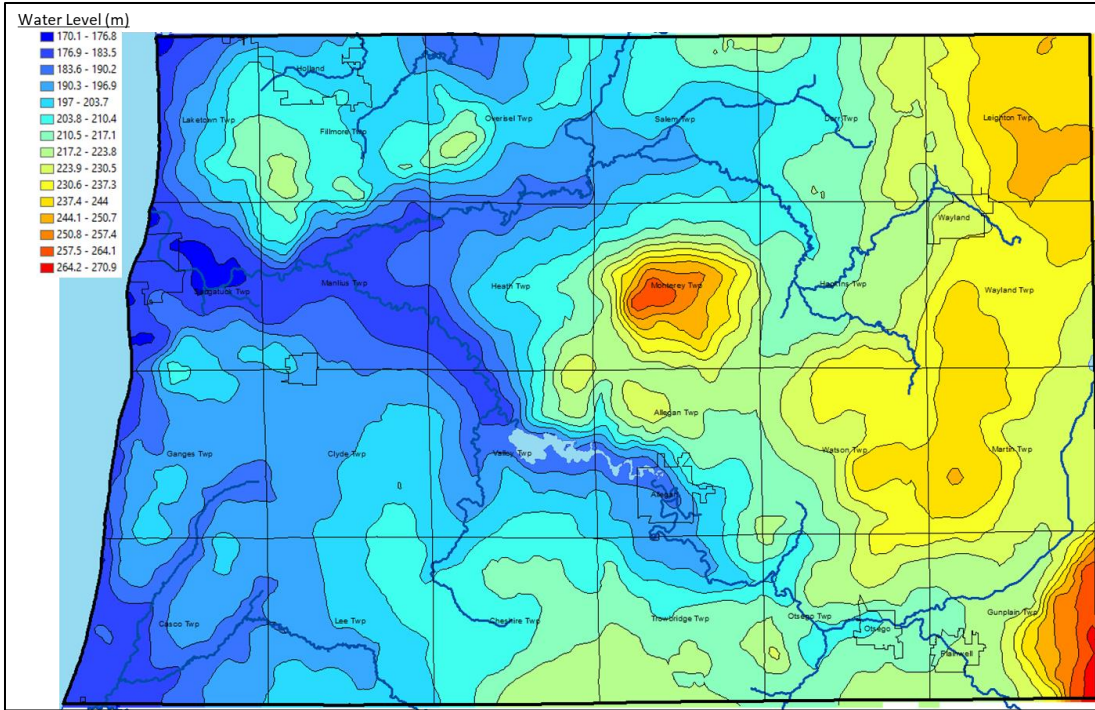 Water Level (m)
170.1 - 176.8
176.9 - 183.5
183.6 - 190.2
190.3 - 196.9
197 - 203.7
203.8 - 210.4
210.5 - 217.1
217.2 - 223.8
223.9 - 230.5
230.6 - 237.3
237.4 - 244
244.1 - 250.7
250.8 - 257.4
257.5 - 264.1
264.2 - 270.9
Holland
Laketown Twp
Fillmore Twp
Overisel Twp
Salem Twp
Dorr Twp
Leighton Twp
Wayland
Saugatuck Twp
Manlius Twp
Heath Twp
Monterey Twp
Hopkins Twp
Wayland Twp
Allegan Twp
Ganges Twp
Clyde Twp
Valley Twp
Watson Twp
Martin Twp
Allegan
Casco Twp
Lee Twp
Cheshire Twp
Trowbridge Twp
Otsego Twp
Otsego
Gunplain Twp
Plainwell